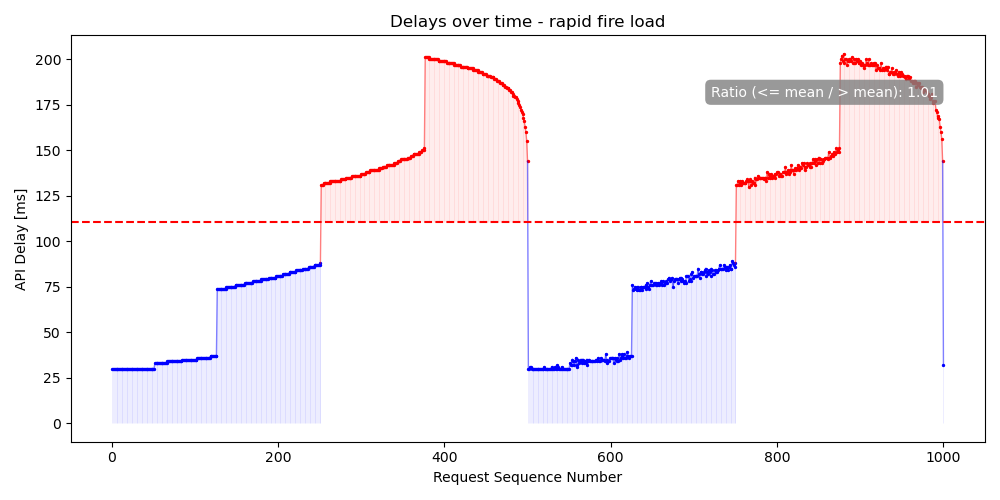 Delays over time - rapid fire load
Ratio (<= mean / > mean): 1.01
API Delay [ms]
200
175
150
125
100
75
50
25
0
0 200 400 600 800 1000
Request Sequence Number